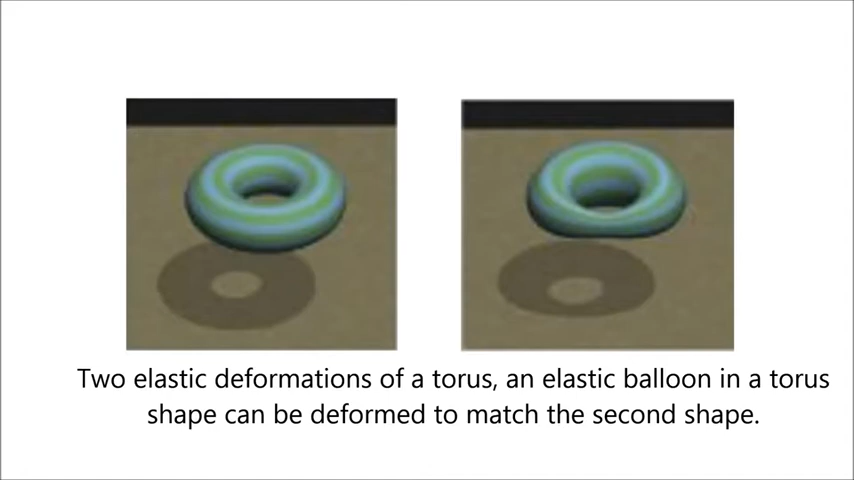 Two elastic deformations of a torus, an elastic balloon in a torus
shape can be deformed to match the second shape.